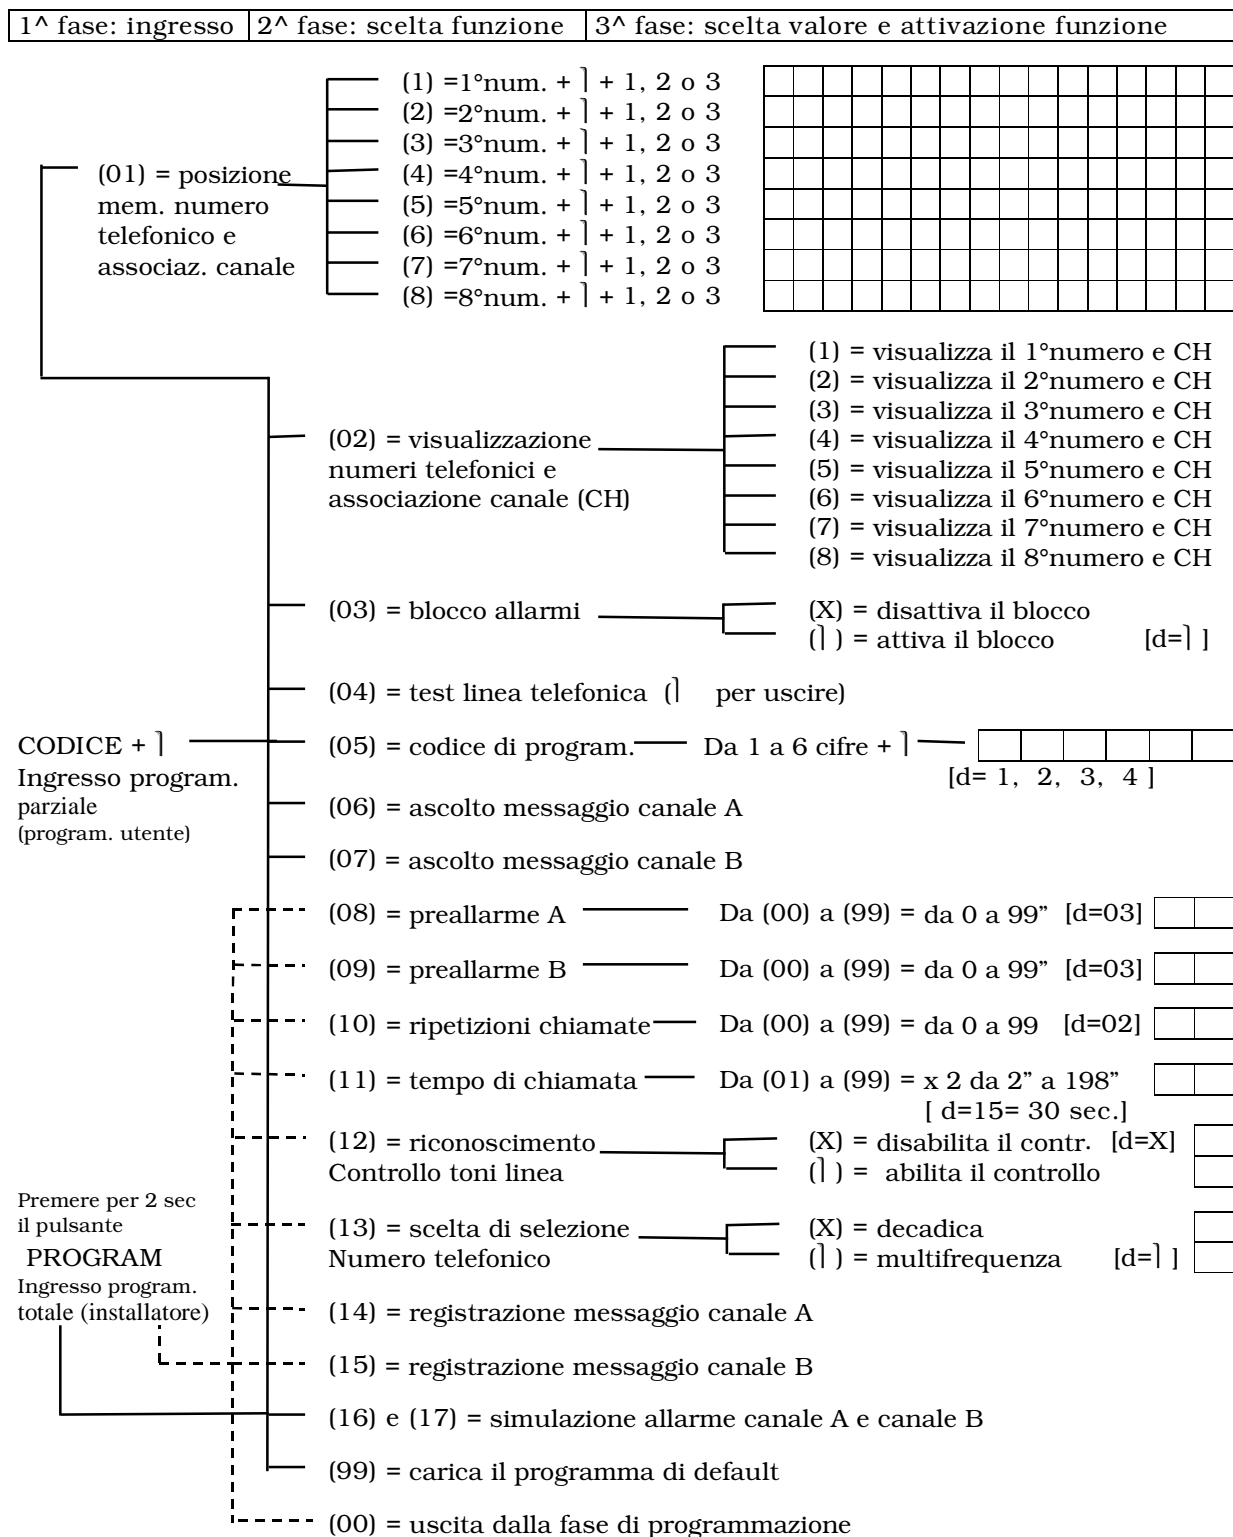 1^ fase: ingresso 2^ fase: scelta funzione 3^ fase: scelta valore e attivazione funzione
(1) =1°num. + ⎤ + 1, 2 o 3
(2) =2°num. + ⎤ + 1, 2 o 3
(3) =3°num. + ⎤ + 1, 2 o 3
(4) =4°num. + ⎤ + 1, 2 o 3
(5) =5°num. + ⎤ + 1, 2 o 3
(6) =6°num. + ⎤ + 1, 2 o 3
(7) =7°num. + ⎤ + 1, 2 o 3
(8) =8°num. + ⎤ + 1, 2 o 3
(01) = posizione
mem. numero
telefonico e
associaz. canale
(1) = visualizza il 1°numero e CH
(2) = visualizza il 2°numero e CH
(3) = visualizza il 3°numero e CH
(4) = visualizza il 4°numero e CH
(5) = visualizza il 5°numero e CH
(6) = visualizza il 6°numero e CH
(7) = visualizza il 7°numero e CH
(8) = visualizza il 8°numero e CH
(02) = visualizzazione
numeri telefonici e
associazione canale (CH)
(03) = blocco allarmi
(X) = disattiva il blocco
(⎤ ) = attiva il blocco [d=⎤ ]
(04) = test linea telefonica (⎤ per uscire)
CODICE + ⎤
Ingresso program.
parziale
(program. utente)
(05) = codice di program. Da 1 a 6 cifre + ⎤
[d= 1, 2, 3, 4 ]
(06) = ascolto messaggio canale A
(07) = ascolto messaggio canale B
(08) = preallarme A Da (00) a (99) = da 0 a 99” [d=03]
(09) = preallarme B Da (00) a (99) = da 0 a 99” [d=03]
(10) = ripetizioni chiamate Da (00) a (99) = da 0 a 99 [d=02]
(11) = tempo di chiamata Da (01) a (99) = x 2 da 2” a 198”
[ d=15= 30 sec.]
(12) = riconoscimento
Controllo toni linea
(X) = disabilita il contr. [d=X]
(⎤ ) = abilita il controllo
Premere per 2 sec
il pulsante
PROGRAM
Ingresso program.
totale (installatore)
(13) = scelta di selezione
Numero telefonico
(X) = decadica
(⎤ ) = multifrequenza [d=⎤ ]
(14) = registrazione messaggio canale A
(15) = registrazione messaggio canale B
(16) e (17) = simulazione allarme canale A e canale B
(99) = carica il programma di default
(00) = uscita dalla fase di programmazione